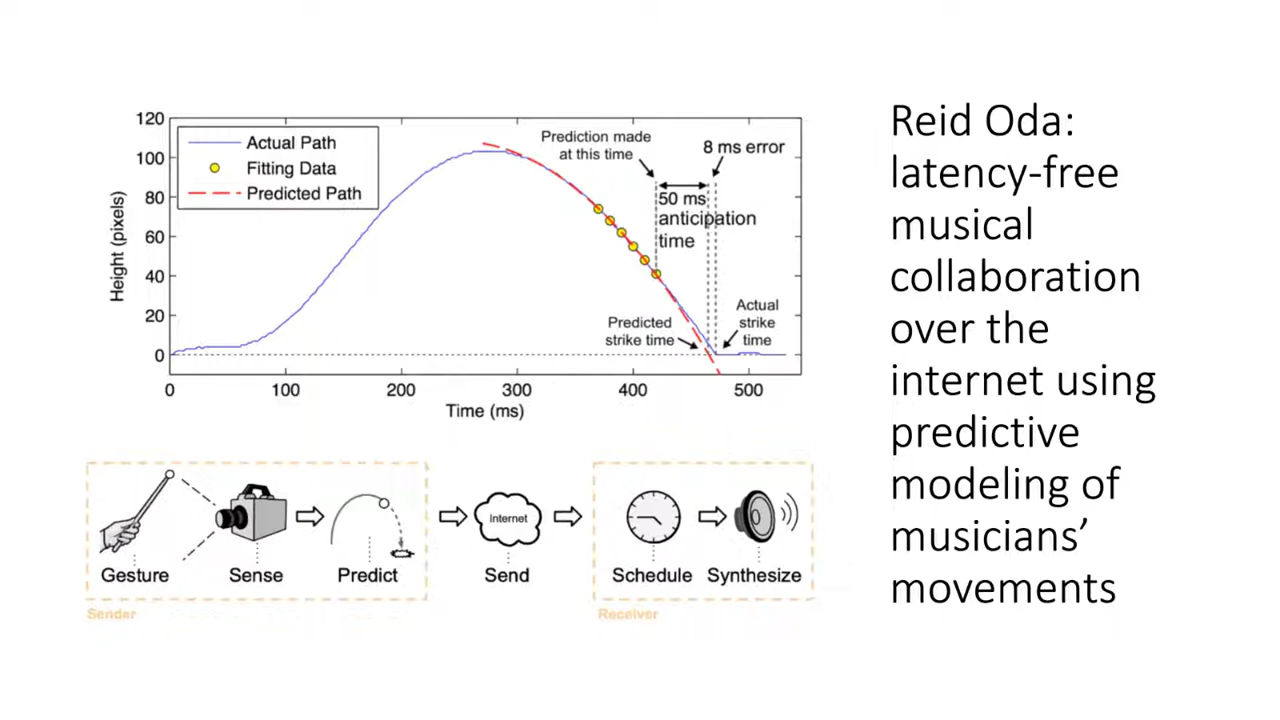 120
100
80
60
40
20
0
Height (pixels)
Actual Path
Fitting Data
Predicted Path
Prediction made
at this time
8 ms error
50 ms
anticipation
time
Predicted
strike time
Actual
strike
time
0 100 200 300 400 500
Time (ms)
Gesture Sense Predict
Sender
Internet
Send
Schedule Synthesize
Receiver
Reid Oda:
latency-free
musical
collaboration
over the
internet using
predictive
modeling of
musicians’
movements